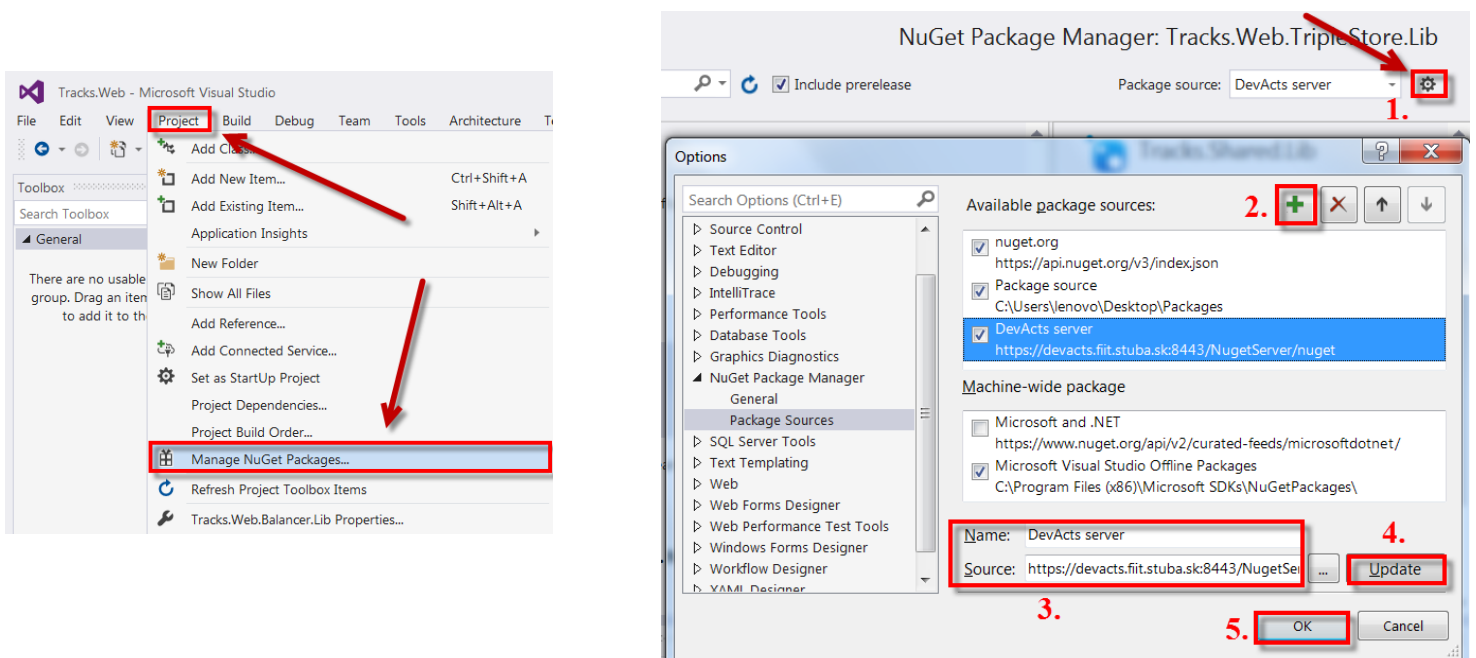 Tracks.Web - Microsoft Visual Studio
File Edit View Project Build Debug Team Tools Architecture
Add Class...
Toolbox
Add New Item... Ctrl+Shift+A
Search Toolbox
Add Existing Item... Shift+Alt+A
General
Application Insights
New Folder
There are no usable
group. Drag an item
to add it to th
Show All Files
Add Reference...
Add Connected Service...
Set as StartUp Project
Project Dependencies...
Project Build Order...
Manage NuGet Packages...
Refresh Project Toolbox Items
Tracks.Web.Balancer.Lib Properties...
NuGet Package Manager: Tracks.Web.TripleStore.Lib
Include prerelease
Package source: DevActs server
1.
Options
Tracks.Shared.Lib
Search Options (Ctrl+E)
Source Control
Text Editor
Debugging
IntelliTrace
Performance Tools
Database Tools
Graphics Diagnostics
NuGet Package Manager
General
Package Sources
SQL Server Tools
Text Templating
Web
Web Forms Designer
Web Performance Test Tools
Windows Forms Designer
Workflow Designer
XAML Designer
Available package sources:
2.
nuget.org
https://api.nuget.org/v3/index.json
Package source
C:\Users\lenovo\Desktop\Packages
DevActs server
https://devacts.fiit.stuba.sk:8443/NugetServer/nuget
Machine-wide package
Microsoft and .NET
https://www.nuget.org/api/v2/curated-feeds/microsoftdotnet/
Microsoft Visual Studio Offline Packages
C:\Program Files (x86)\Microsoft SDKs\NuGetPackages\
Name: DevActs server
4.
Source: https://devacts.fiit.stuba.sk:8443/NugetSer ... Update
3.
5. OK Cancel